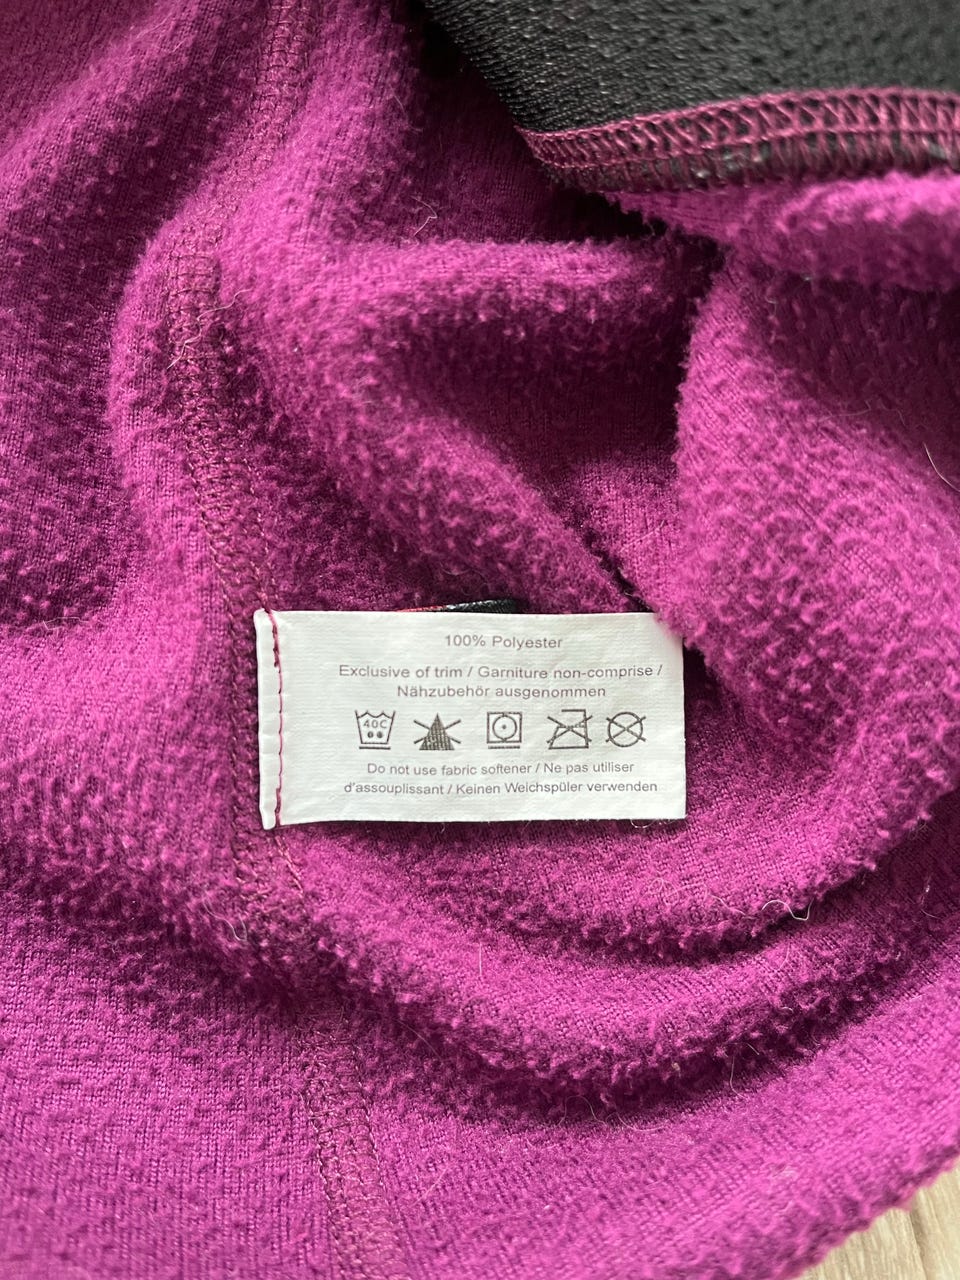 100% Polyester
Exclusive of trim / Garniture non-comprise /
Nähzubehör ausgenommen
40C
Do not use fabric softener / Ne pas utiliser
d'assouplissant / Keinen Weichspüler verwenden